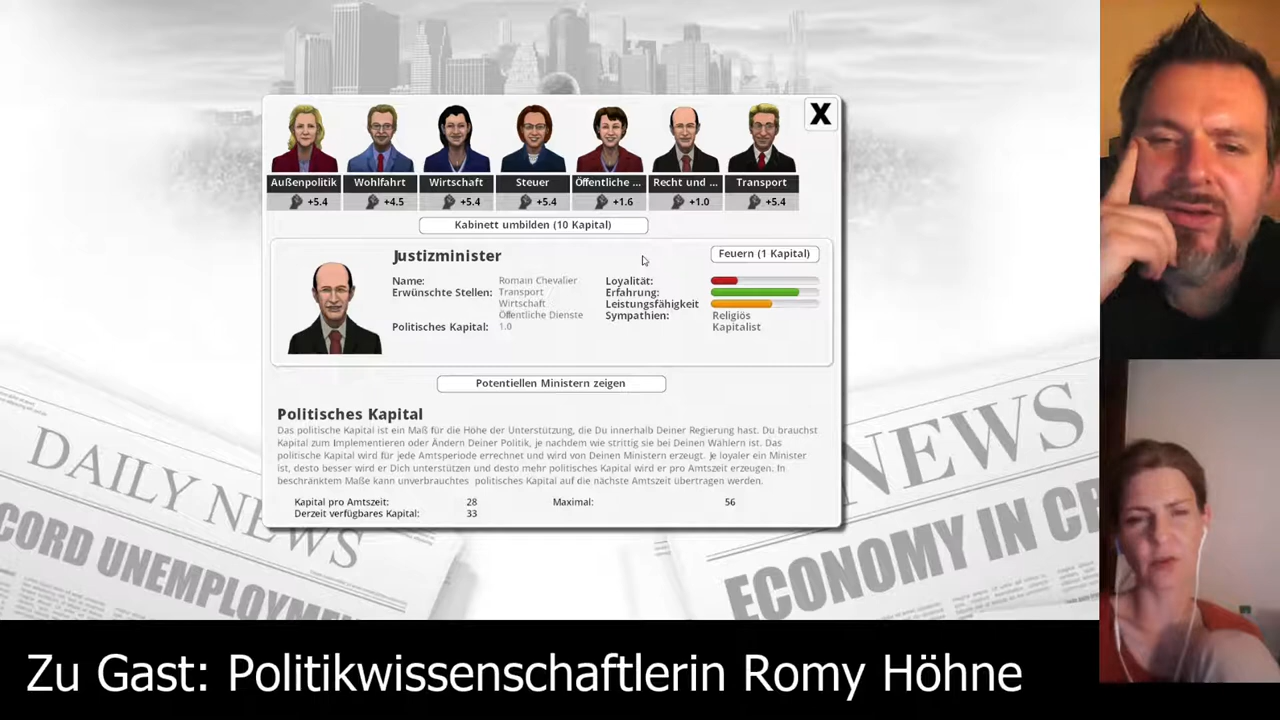 X
Außenpolitik Wohlfahrt Wirtschaft Steuer Öffentliche ... Recht und ... Transport
+5.4 +4.5 +5.4 +5.4 +1.6 +1.0 +5.4
Kabinett umbilden (10 Kapital)
Justizminister
Feuern (1 Kapital)
Name: Romain Chevalier
Erwünschte Stellen: Transport
Wirtschaft
Öffentliche Dienste
Politisches Kapital: 1.0
Loyalität:
Erfahrung:
Leistungsfähigkeit
Sympathien: Religiös
Kapitalist
Potentiellen Ministern zeigen
Politisches Kapital
Das politische Kapital ist ein Maß für die Höhe der Unterstützung, die Du innerhalb Deiner Regierung hast. Du brauchst
Kapital zum Implementieren oder Ändern Deiner Politik, je nachdem wie strittig sie bei Deinen Wählern ist. Das
politische Kapital wird für jede Amtsperiode errechnet und wird von Deinen Ministern erzeugt. Je loyaler ein Minister
ist, desto besser wird er Dich unterstützen und desto mehr politisches Kapital wird er pro Amtszeit erzeugen. In
beschränktem Maße kann unverbrauchtes politisches Kapital auf die nächste Amtszeit übertragen werden.
Kapital pro Amtszeit: 28 Maximal: 56
Derzeit verfügbares Kapital: 33
DAILY NEWS
CORD UNEMPLOYME
NEWS
ECONOMY IN CR
Zu Gast: Politikwissenschaftlerin Romy Höhne